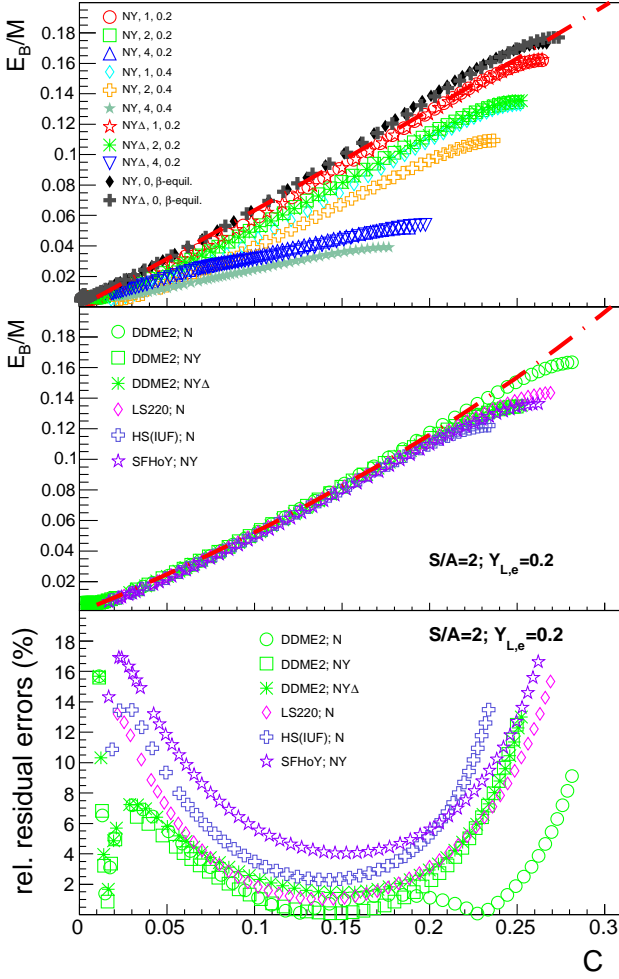 E_B/M
0.18
0.16
0.14
0.12
0.1
0.08
0.06
0.04
0.02
NY, 1, 0.2
NY, 2, 0.2
NY, 4, 0.2
NY, 1, 0.4
NY, 2, 0.4
NY, 4, 0.4
NYΔ, 1, 0.2
NYΔ, 2, 0.2
NYΔ, 4, 0.2
NY, 0, β-equil.
NYΔ, 0, β-equil.
E_B/M
0.18
0.16
0.14
0.12
0.1
0.08
0.06
0.04
0.02
DDME2; N
DDME2; NY
DDME2; NYΔ
LS220; N
HS(IUF); N
SFHoY; NY
S/A=2; Y_L,e=0.2
rel. residual errors (%)
18
16
14
12
10
8
6
4
2
DDME2; N
DDME2; NY
DDME2; NYΔ
LS220; N
HS(IUF); N
SFHoY; NY
S/A=2; Y_L,e=0.2
0 0.05 0.1 0.15 0.2 0.25 0.3
C